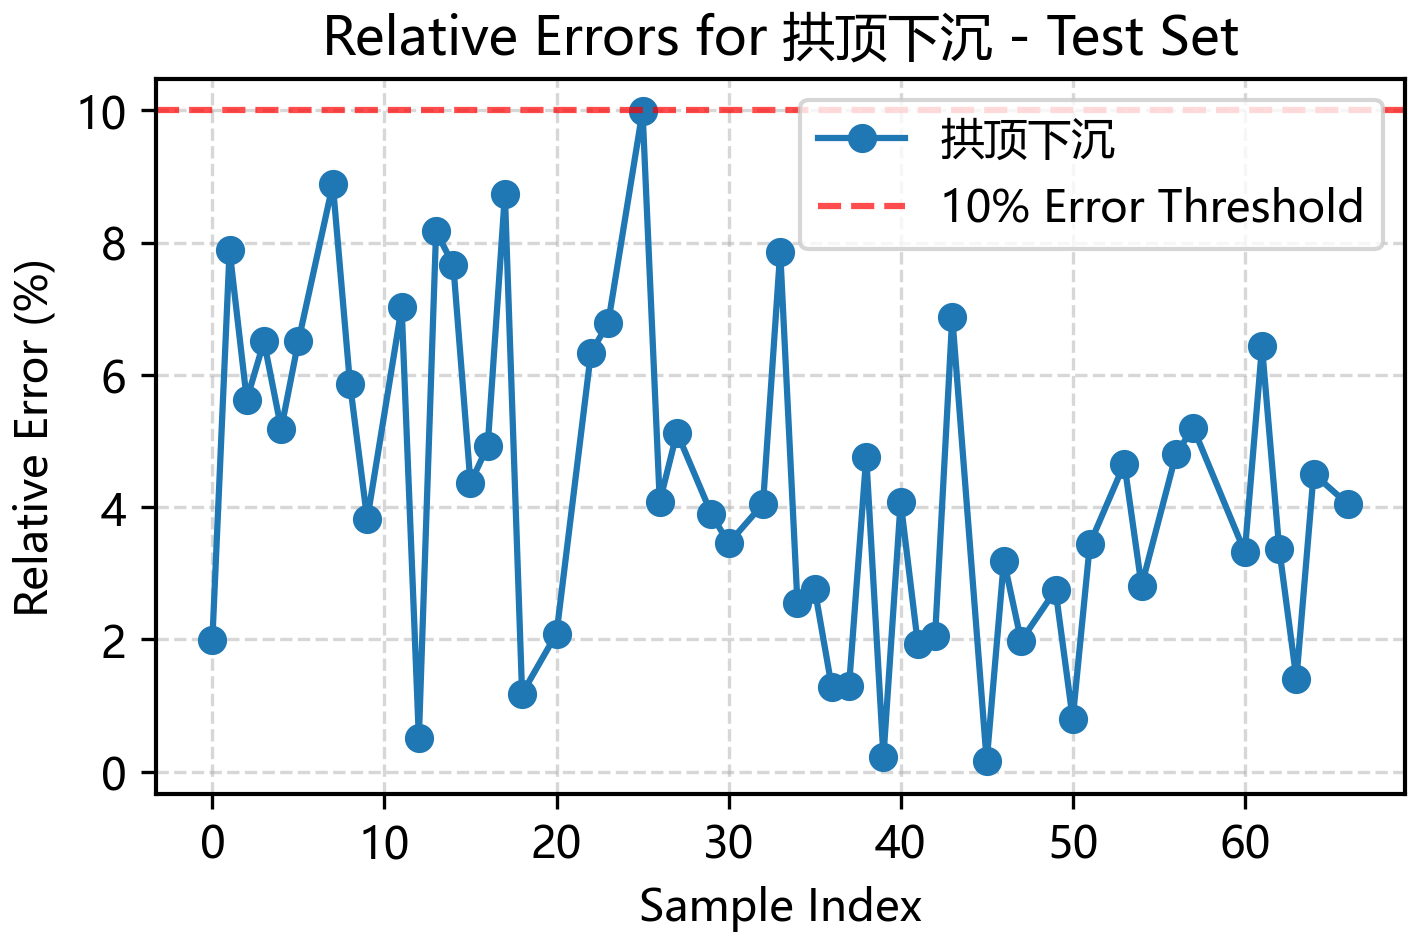 Relative Errors for 拱顶下沉 - Test Set
拱顶下沉
10% Error Threshold
Relative Error (%)
10
8
6
4
2
0
0 10 20 30 40 50 60
Sample Index